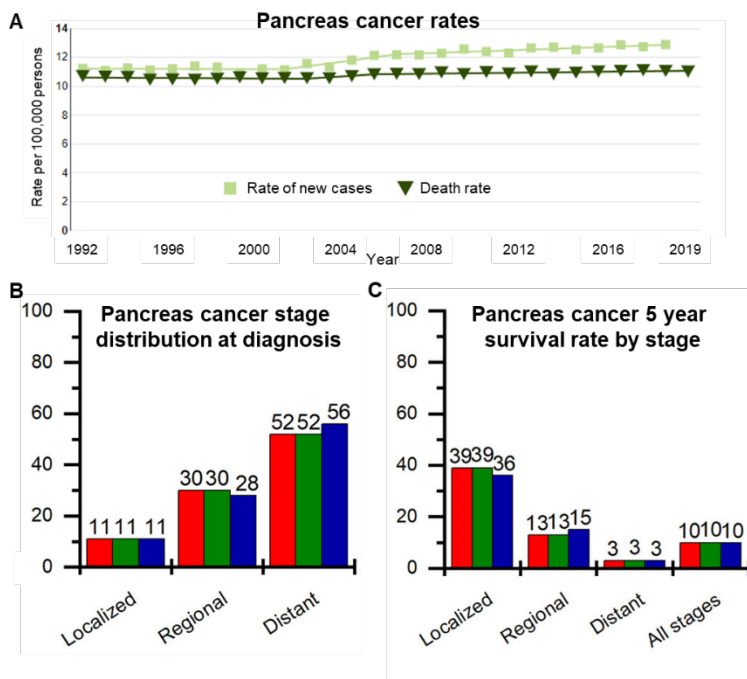 A
Pancreas cancer rates
14
12
10
8
6
4
2
0
Rate per 100,000 persons
Rate of new cases
Death rate
1992 1996 2000 2004 2008 2012 2016 2019
Year
B
Pancreas cancer stage
distribution at diagnosis
100
60
20
0
11 11 11
30 30 28
52 52 56
Localized
Regional
Distant
C
Pancreas cancer 5 year
survival rate by stage
100
60
20
0
39 39 36
13 13 15
3 3 3
10 10 10
Localized
Regional
Distant
All stages